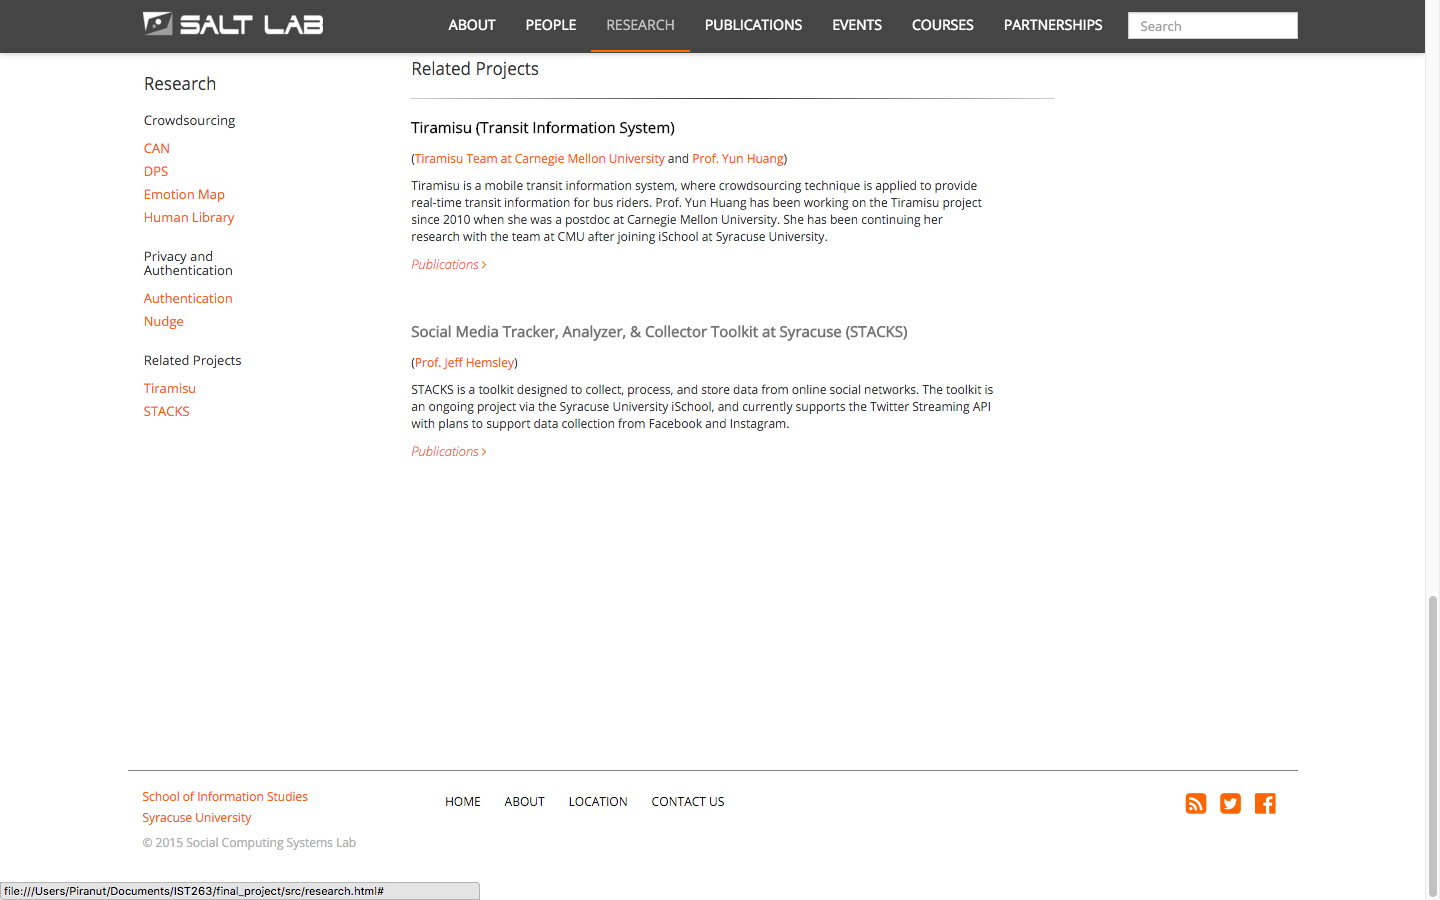 SALT LAB
ABOUT PEOPLE RESEARCH PUBLICATIONS EVENTS COURSES PARTNERSHIPS Search
Research
Crowdsourcing
CAN
DPS
Emotion Map
Human Library
Privacy and
Authentication
Authentication
Nudge
Related Projects
Tiramisu
STACKS
Related Projects
Tiramisu (Transit Information System)
(Tiramisu Team at Carnegie Mellon University and Prof. Yun Huang)
Tiramisu is a mobile transit information system, where crowdsourcing technique is applied to provide
real-time transit information for bus riders. Prof. Yun Huang has been working on the Tiramisu project
since 2010 when she was a postdoc at Carnegie Mellon University. She has been continuing her
research with the team at CMU after joining iSchool at Syracuse University.
Publications >
Social Media Tracker, Analyzer, & Collector Toolkit at Syracuse (STACKS)
(Prof. Jeff Hemsley)
STACKS is a toolkit designed to collect, process, and store data from online social networks. The toolkit is
an ongoing project via the Syracuse University iSchool, and currently supports the Twitter Streaming API
with plans to support data collection from Facebook and Instagram.
Publications >
School of Information Studies
Syracuse University
© 2015 Social Computing Systems Lab
HOME ABOUT LOCATION CONTACT US
file:///Users/Piranut/Documents/IST263/final_project/src/research.html#